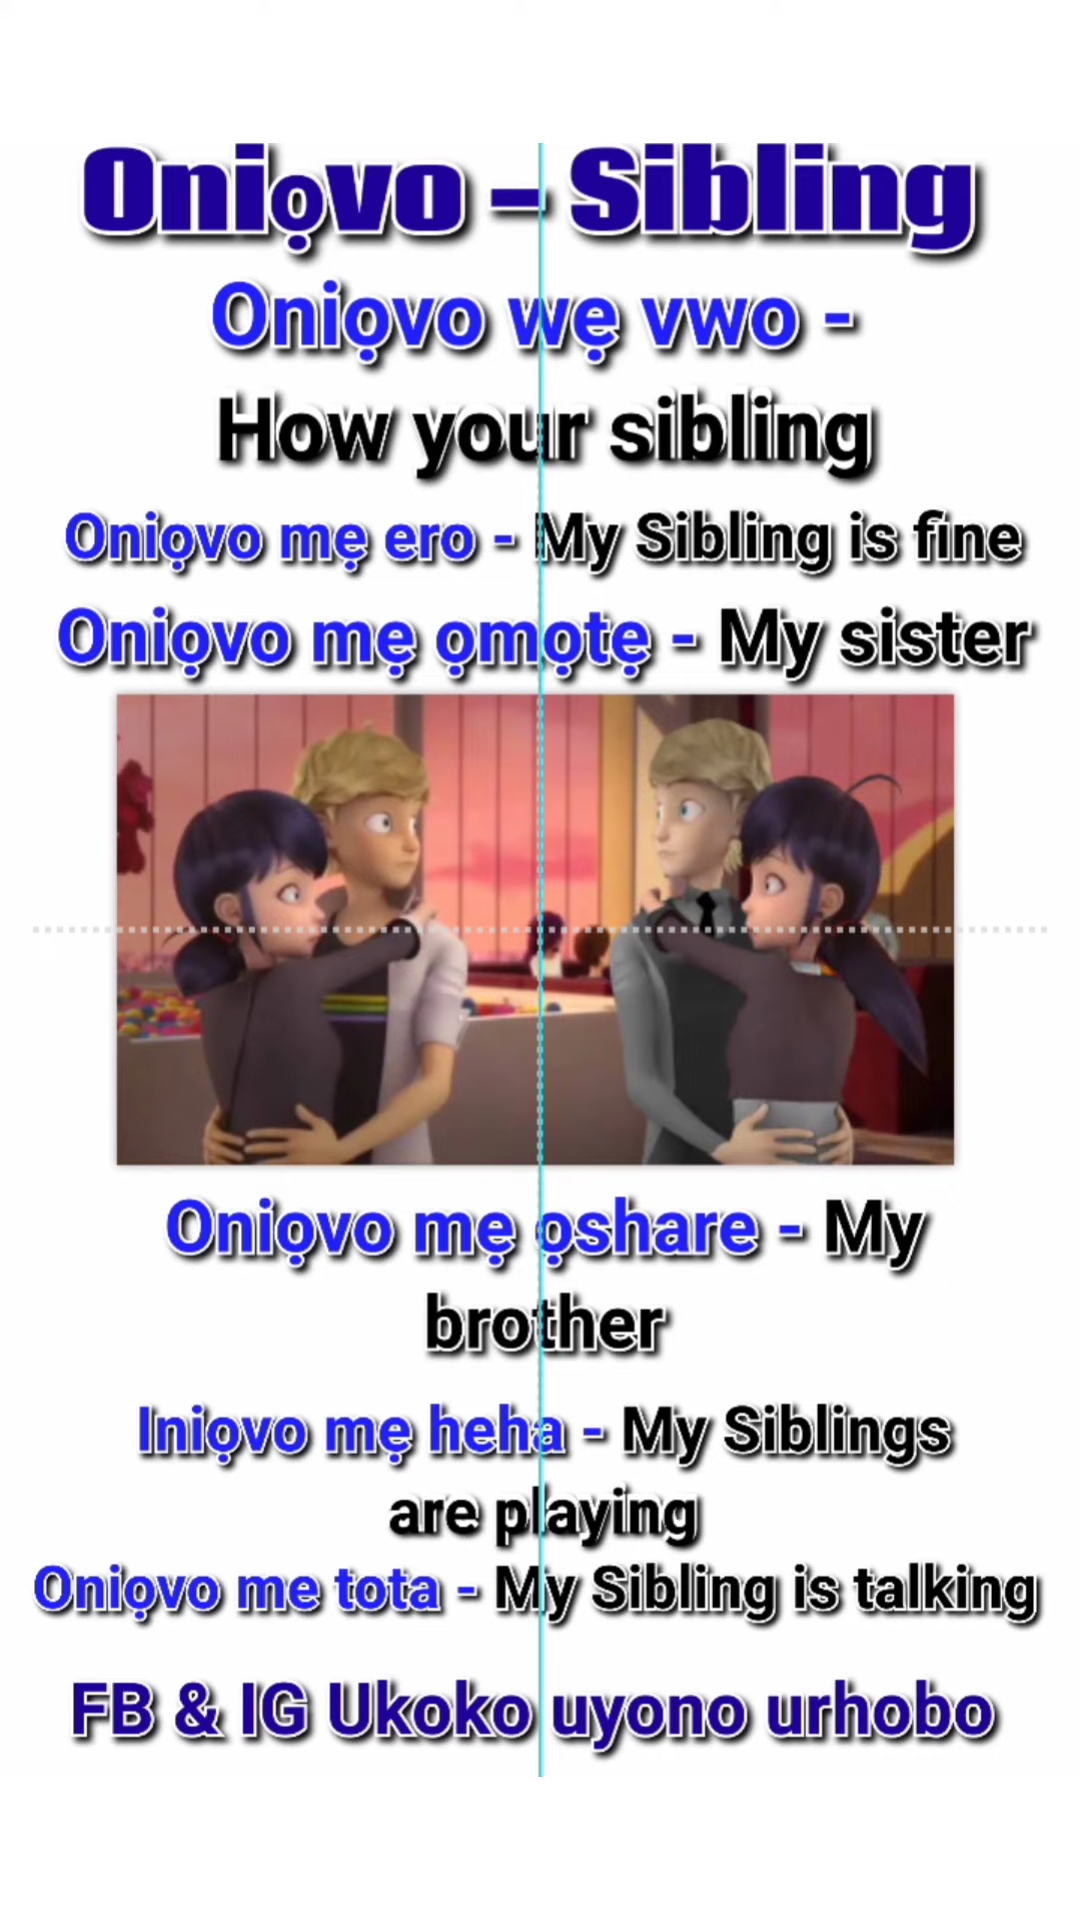 Oniọvo - Sibling
Oniọvo wẹ vwo -
How your sibling
Oniọvo mẹ ero - My Sibling is fine
Oniọvo mẹ ọmọtẹ - My sister
Oniọvo mẹ ọshare - My
brother
Iniọvo mẹ heha - My Siblings
are playing
Oniọvo me tota - My Sibling is talking
FB & IG Ukoko uyono urhobo